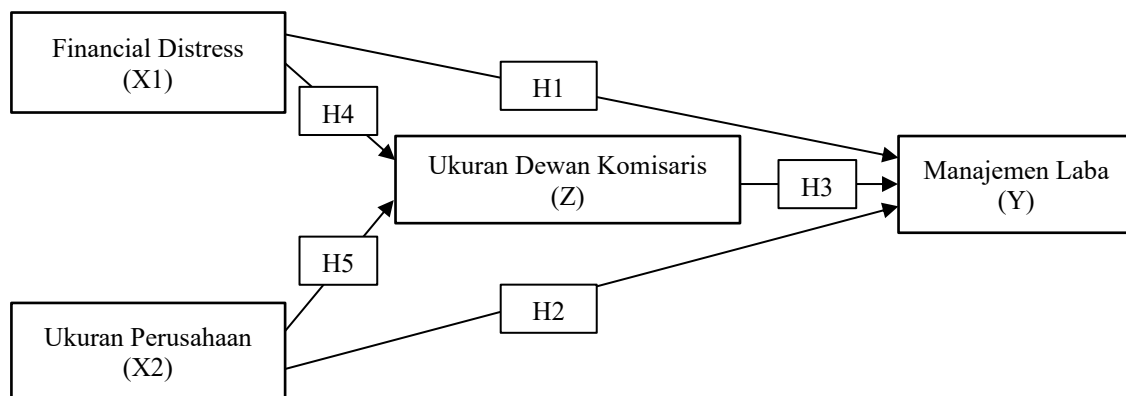 Financial Distress
(X1)
H1
H4
Ukuran Dewan Komisaris
(Z)
H3
Manajemen Laba
(Y)
H5
H2
Ukuran Perusahaan
(X2)